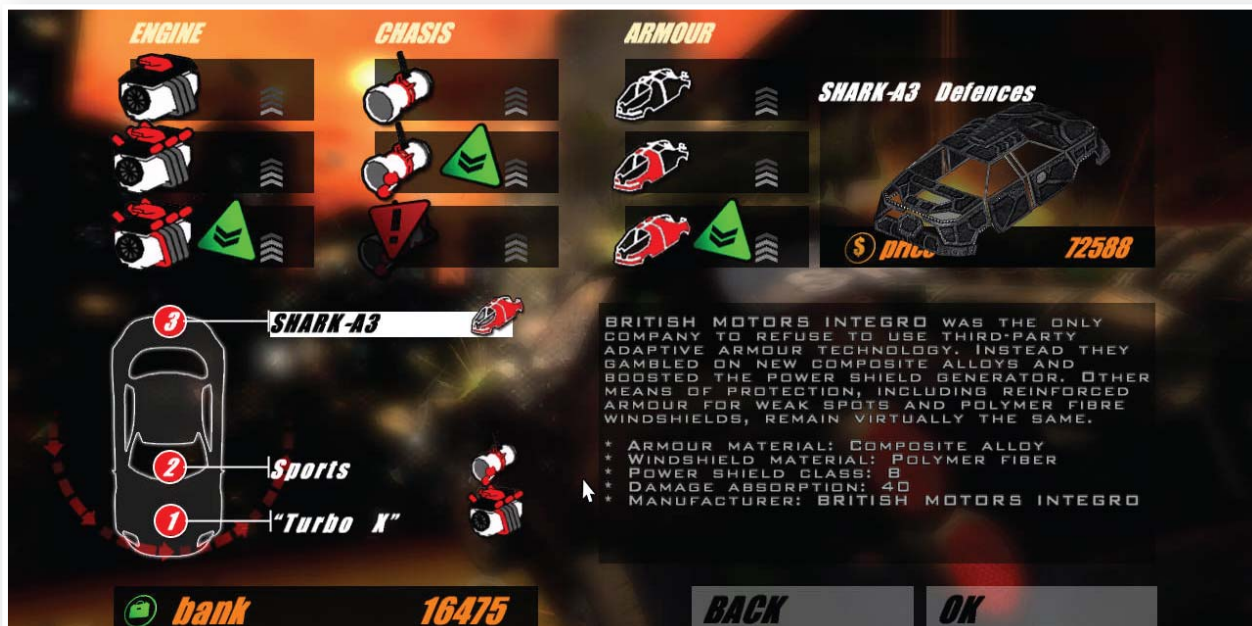 ENGINE
CHASIS
ARMOUR
SHARK-A3 Defences
$ price 72588
3 SHARK-A3
2 Sports
1 "Turbo X"
BRITISH MOTORS INTEGRO WAS THE ONLY
COMPANY TO REFUSE TO USE THIRD-PARTY
ADAPTIVE ARMOUR TECHNOLOGY. INSTEAD THEY
GAMBLED ON NEW COMPOSITE ALLOYS AND
BOOSTED THE POWER SHIELD GENERATOR. OTHER
MEANS OF PROTECTION, INCLUDING REINFORCED
ARMOUR FOR WEAK SPOTS AND POLYMER FIBRE
WINDSHIELDS, REMAIN VIRTUALLY THE SAME.
* ARMOUR MATERIAL: COMPOSITE ALLOY
* WINDSHIELD MATERIAL: POLYMER FIBER
* POWER SHIELD CLASS: 8
* DAMAGE ABSORPTION: 40
* MANUFACTURER: BRITISH MOTORS INTEGRO
bank 16475
BACK
OK